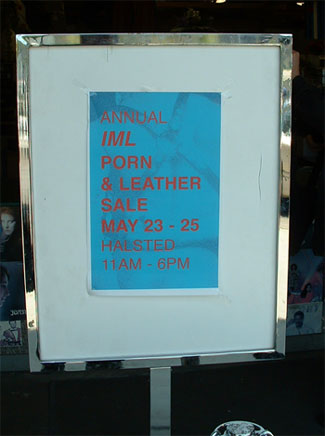 ANNUAL
IML
PORN
& LEATHER
SALE
MAY 23 - 25
HALSTED
11AM - 6PM